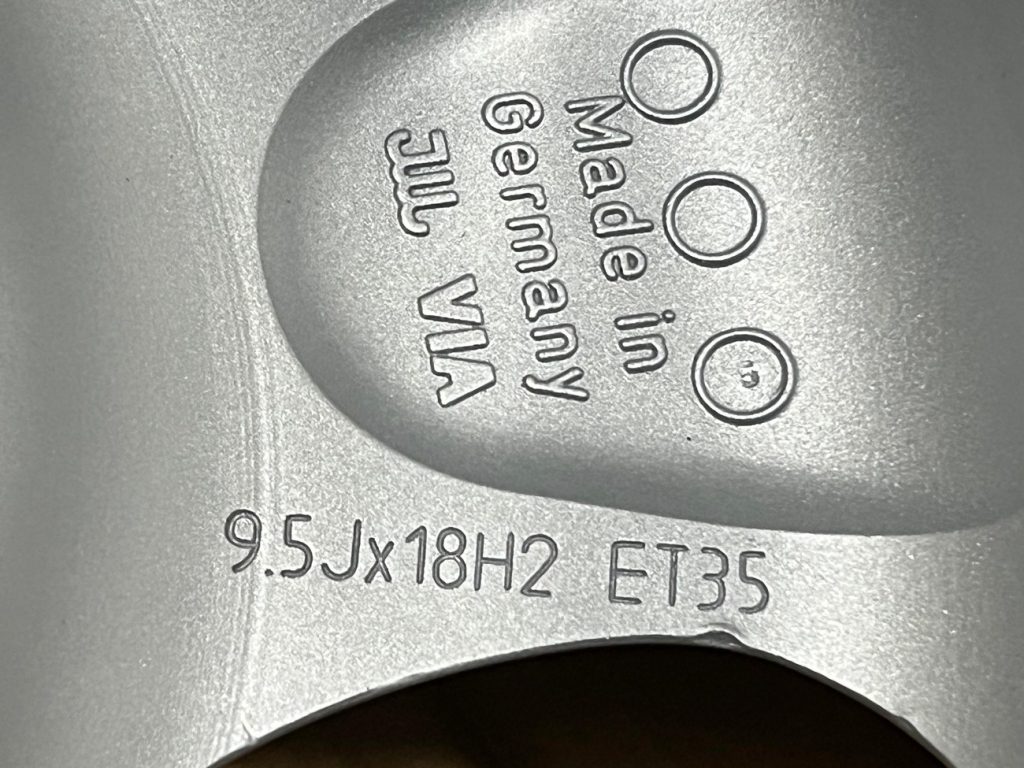 Made in
Germany
JWL VIA
9.5Jx18H2 ET35